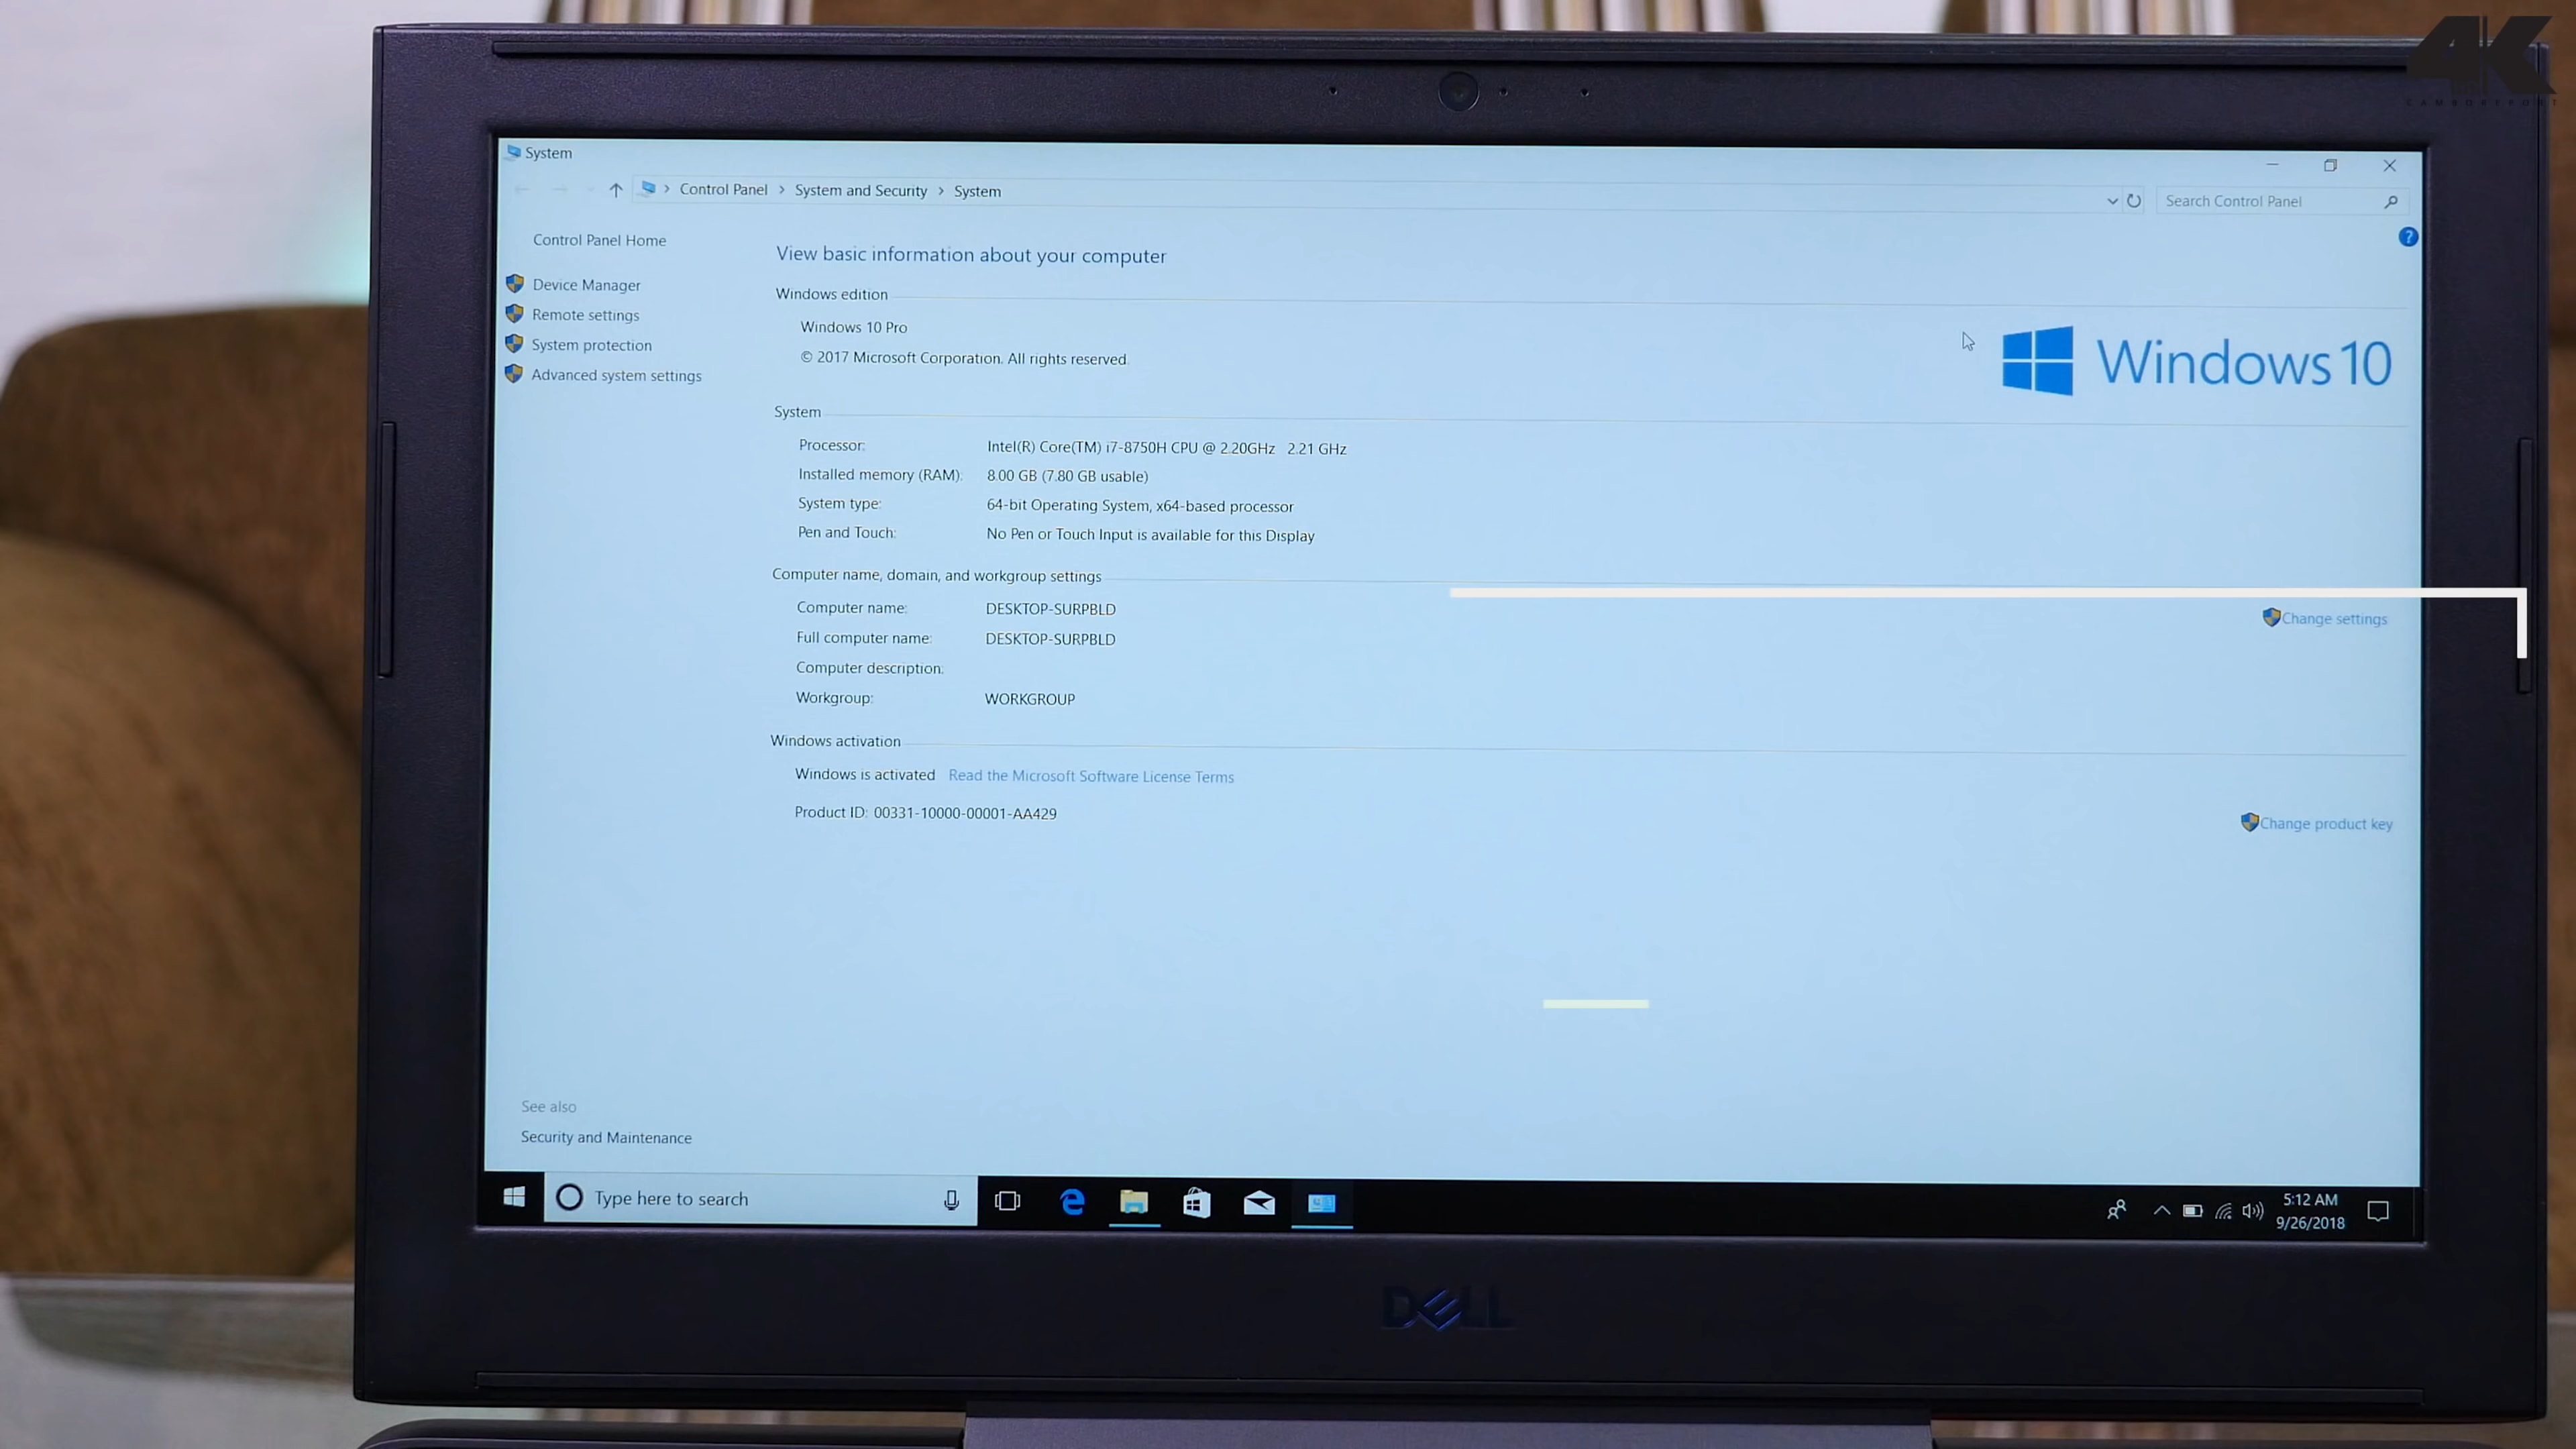 4K
CAMBOREPORT
System
Control Panel > System and Security > System
Search Control Panel
Control Panel Home
Device Manager
Remote settings
System protection
Advanced system settings
?
View basic information about your computer
Windows edition
Windows 10 Pro
© 2017 Microsoft Corporation. All rights reserved.
Windows 10
System
Processor: Intel(R) Core(TM) i7-8750H CPU @ 2.20GHz 2.21 GHz
Installed memory (RAM): 8.00 GB (7.80 GB usable)
System type: 64-bit Operating System, x64-based processor
Pen and Touch: No Pen or Touch Input is available for this Display
Computer name, domain, and workgroup settings
Computer name: DESKTOP-SURPBLD
Change settings
Full computer name: DESKTOP-SURPBLD
Computer description:
Workgroup: WORKGROUP
Windows activation
Windows is activated Read the Microsoft Software License Terms
Product ID: 00331-10000-00001-AA429
Change product key
See also
Security and Maintenance
Type here to search
5:12 AM
9/26/2018
DELL